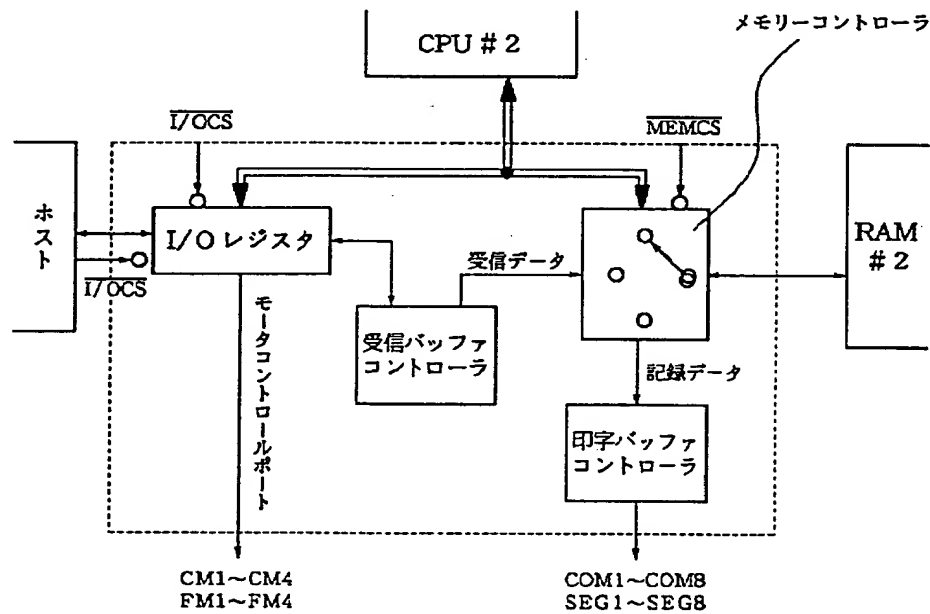 CPU #2
メモリーコントローラ
I/OCS
MEMCS
ホスト
I/O レジスタ
RAM
#2
I/OCS
受信データ
受信バッファ
コントローラ
モータコントロールポート
記録データ
印字バッファ
コントローラ
CM1~CM4
FM1~FM4
COM1~COM8
SEG1~SEG8